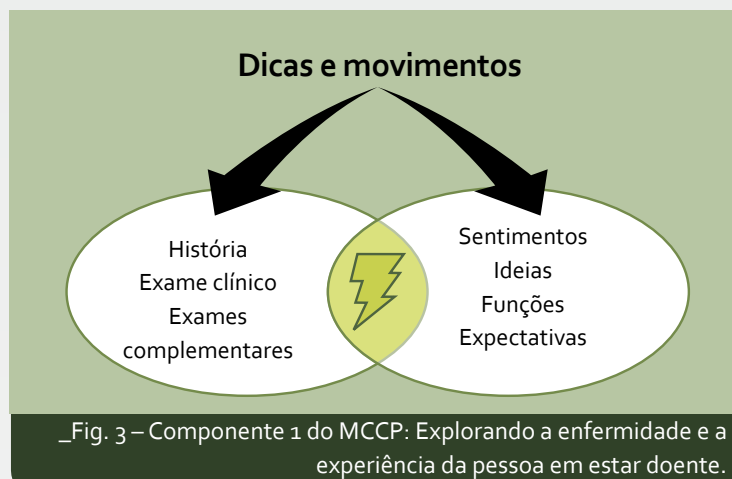 Dicas e movimentos
História
Exame clínico
Exames
complementares
Sentimentos
Ideias
Funções
Expectativas
_Fig. 3 – Componente 1 do MCCP: Explorando a enfermidade e a
experiência da pessoa em estar doente.